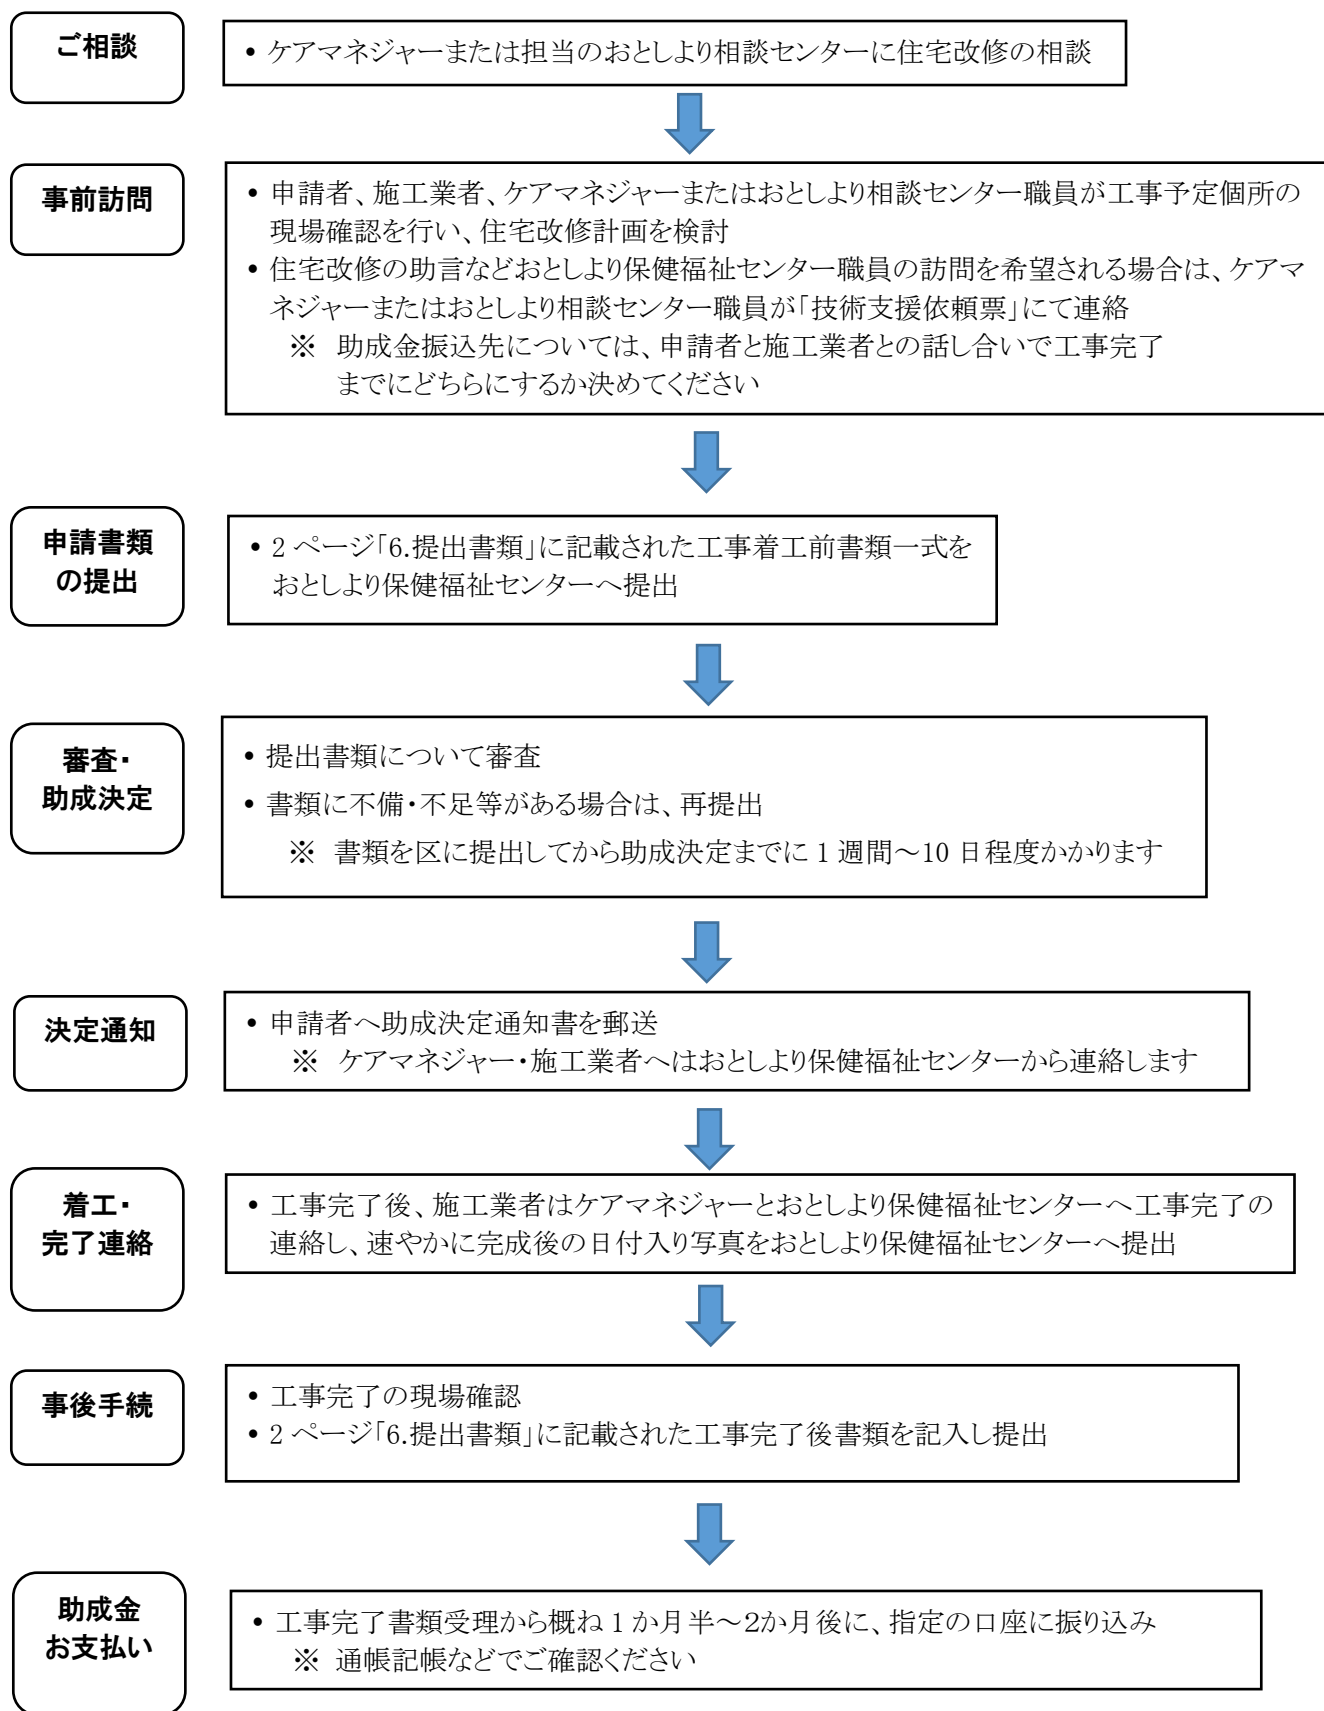 ご相談
• ケアマネジャーまたは担当のおとしより相談センターに住宅改修の相談
事前訪問
• 申請者、施工業者、ケアマネジャーまたはおとしより相談センター職員が工事予定個所の
現場確認を行い、住宅改修計画を検討
• 住宅改修の助言などおとしより保健福祉センター職員の訪問を希望される場合は、ケアマ
ネジャーまたはおとしより相談センター職員が「技術支援依頼票」にて連絡
※ 助成金振込先については、申請者と施工業者との話し合いで工事完了
までにどちらにするか決めてください
申請書類
の提出
• 2 ページ「6.提出書類」に記載された工事着工前書類一式を
おとしより保健福祉センターへ提出
審査・
助成決定
• 提出書類について審査
• 書類に不備・不足等がある場合は、再提出
※ 書類を区に提出してから助成決定までに 1 週間～10 日程度かかります
決定通知
• 申請者へ助成決定通知書を郵送
※ ケアマネジャー・施工業者へはおとしより保健福祉センターから連絡します
着工・
完了連絡
• 工事完了後、施工業者はケアマネジャーとおとしより保健福祉センターへ工事完了の
連絡し、速やかに完成後の日付入り写真をおとしより保健福祉センターへ提出
事後手続
• 工事完了の現場確認
• 2 ページ「6.提出書類」に記載された工事完了後書類を記入し提出
助成金
お支払い
• 工事完了書類受理から概ね 1 か月半～２か月後に、指定の口座に振り込み
※ 通帳記帳などでご確認ください